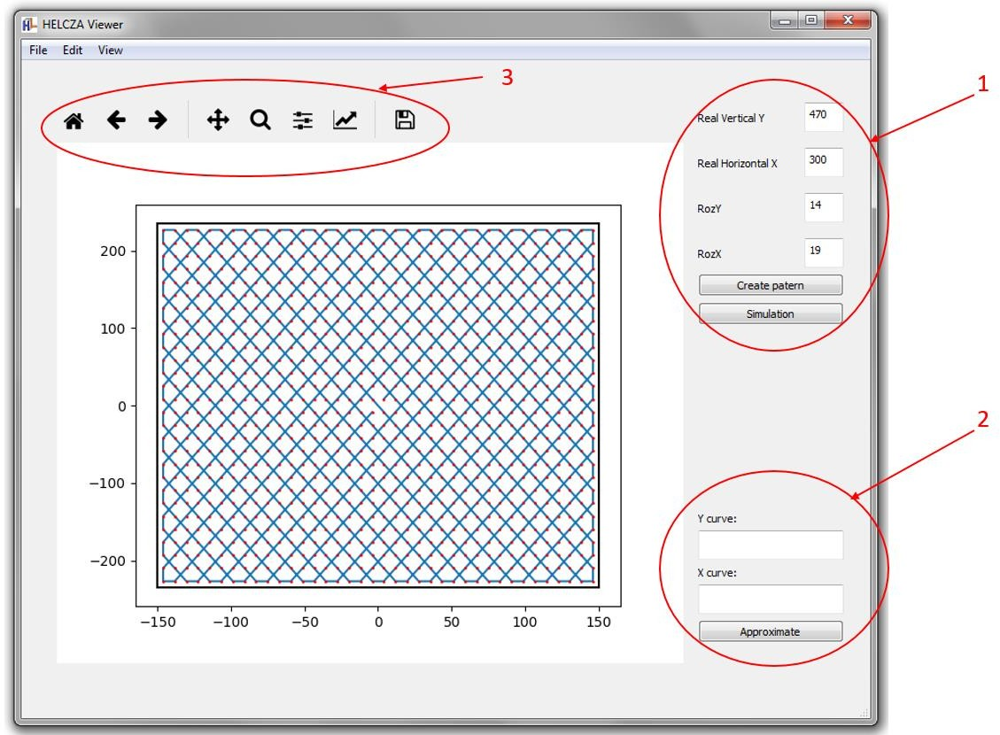 HELCZA Viewer
File Edit View
3
1
Real Vertical Y 470
Real Horizontal X 300
RozY 14
RozX 19
Create patern
Simulation
200
100
0
−100
−200
−150 −100 −50 0 50 100 150
2
Y curve:
X curve:
Approximate